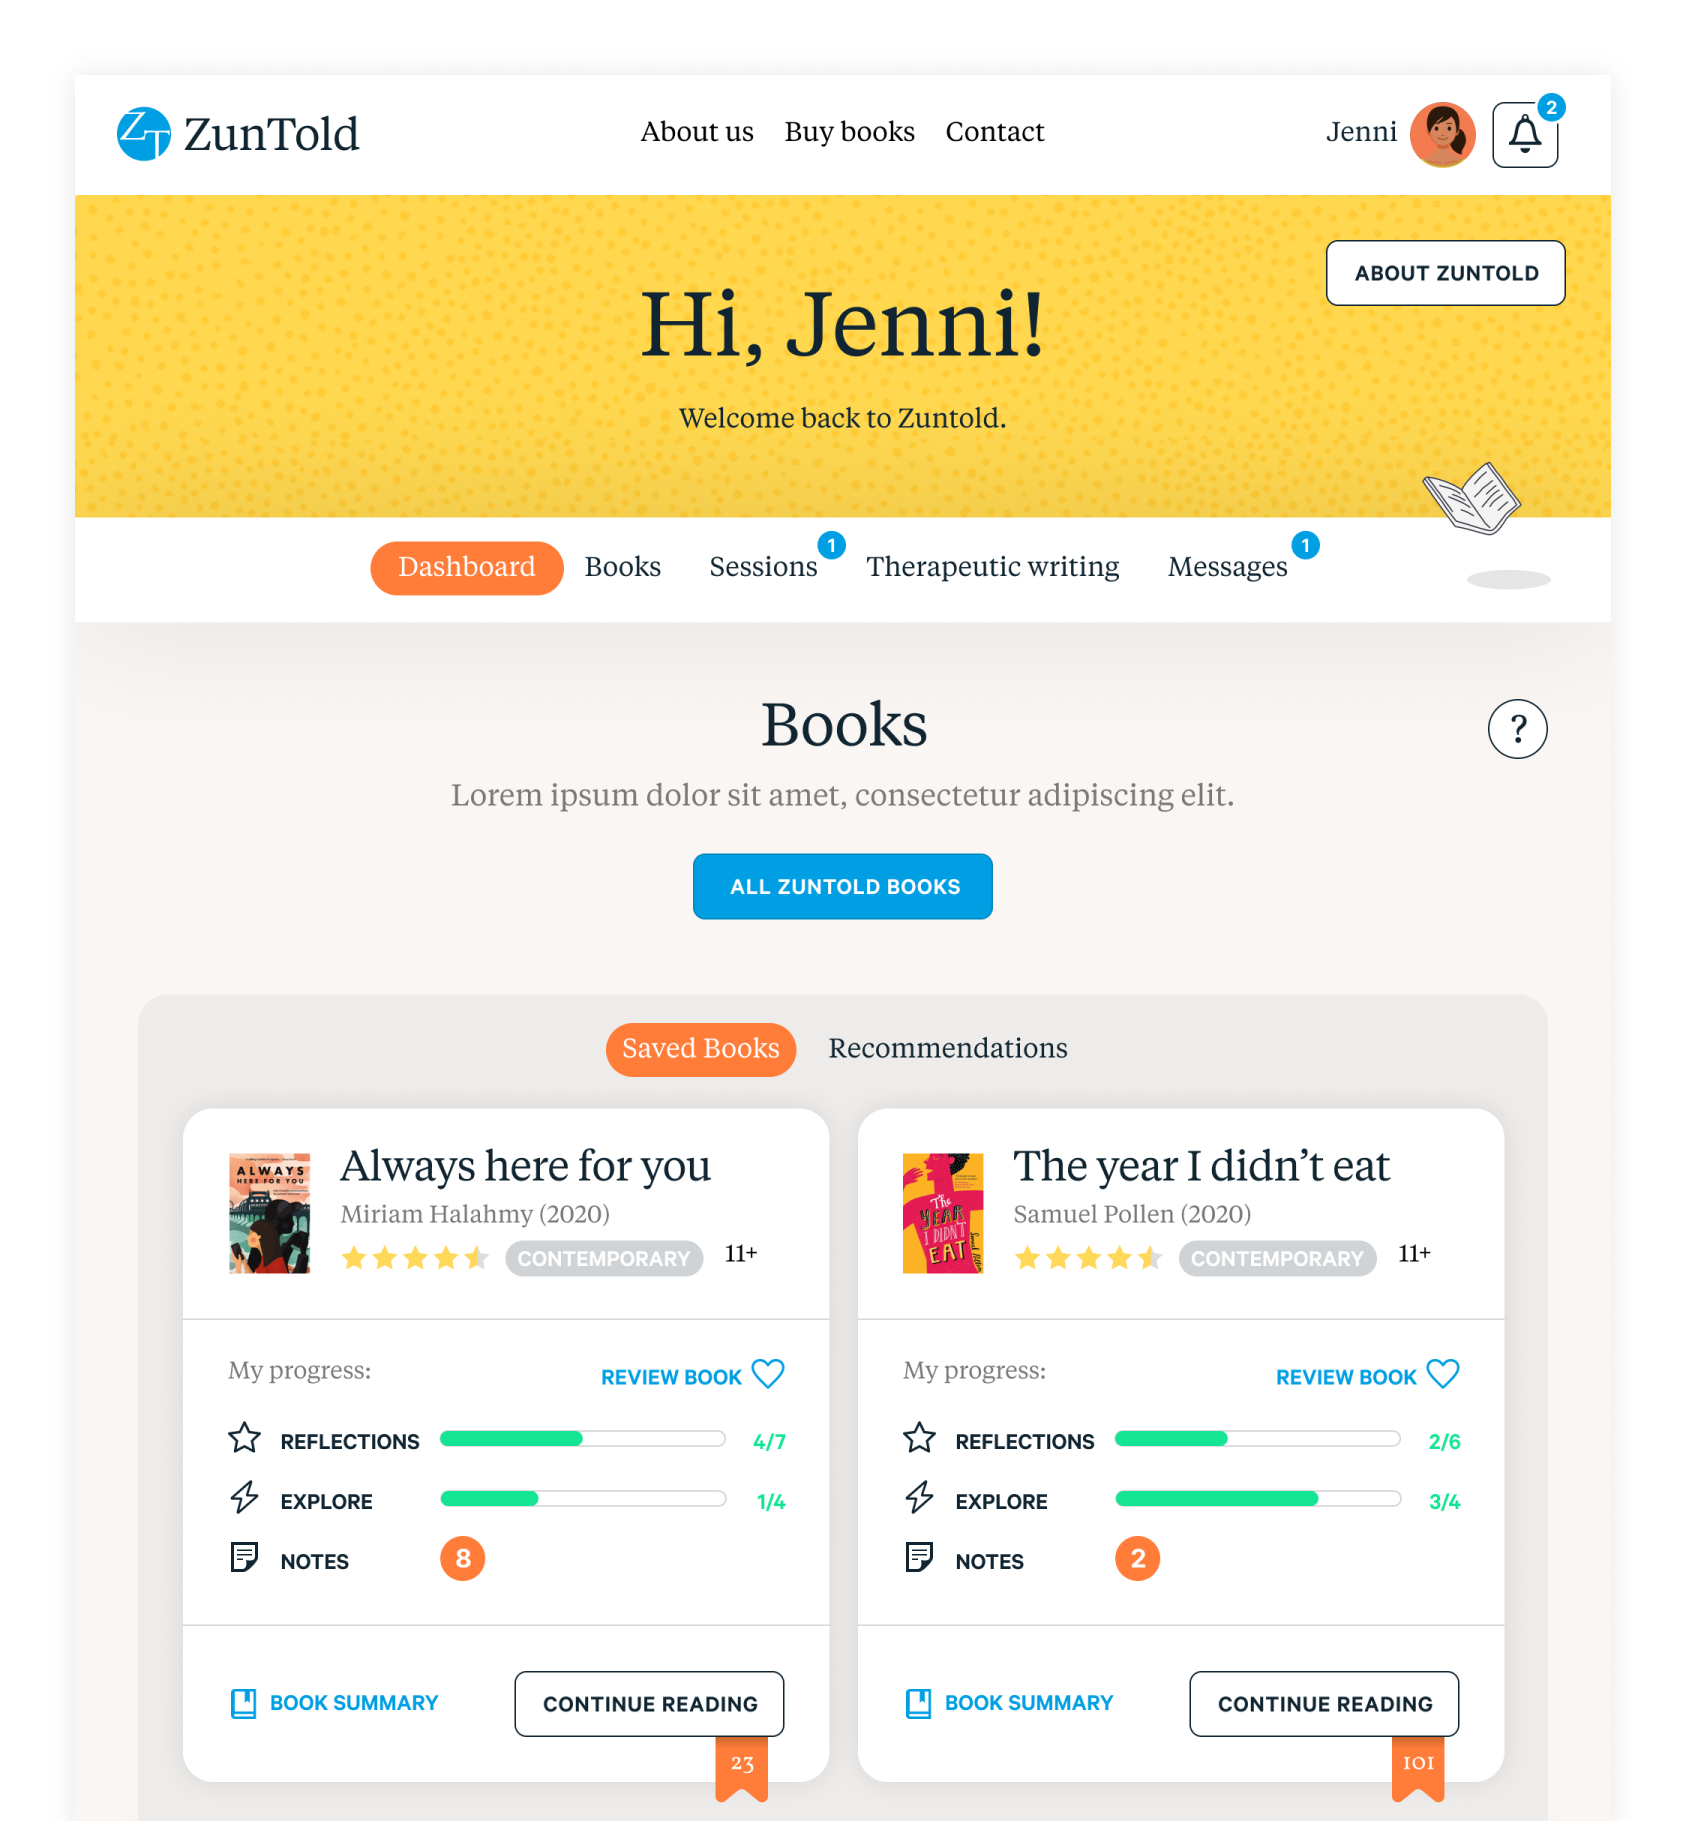 ZT ZunTold
About us Buy books Contact
Jenni
2
ABOUT ZUNTOLD
Hi, Jenni!
Welcome back to Zuntold.
Dashboard Books Sessions 1 Therapeutic writing Messages 1
Books
?
Lorem ipsum dolor sit amet, consectetur adipiscing elit.
ALL ZUNTOLD BOOKS
Saved Books Recommendations
ALWAYS
HERE FOR YOU
Always here for you
Miriam Halahmy (2020)
CONTEMPORARY 11+
My progress:
REVIEW BOOK
REFLECTIONS 4/7
EXPLORE 1/4
NOTES 8
BOOK SUMMARY
CONTINUE READING
23
The
YEAR
I DIDN'T
EAT
Samuel Pollen
The year I didn’t eat
Samuel Pollen (2020)
CONTEMPORARY 11+
My progress:
REVIEW BOOK
REFLECTIONS 2/6
EXPLORE 3/4
NOTES 2
BOOK SUMMARY
CONTINUE READING
101